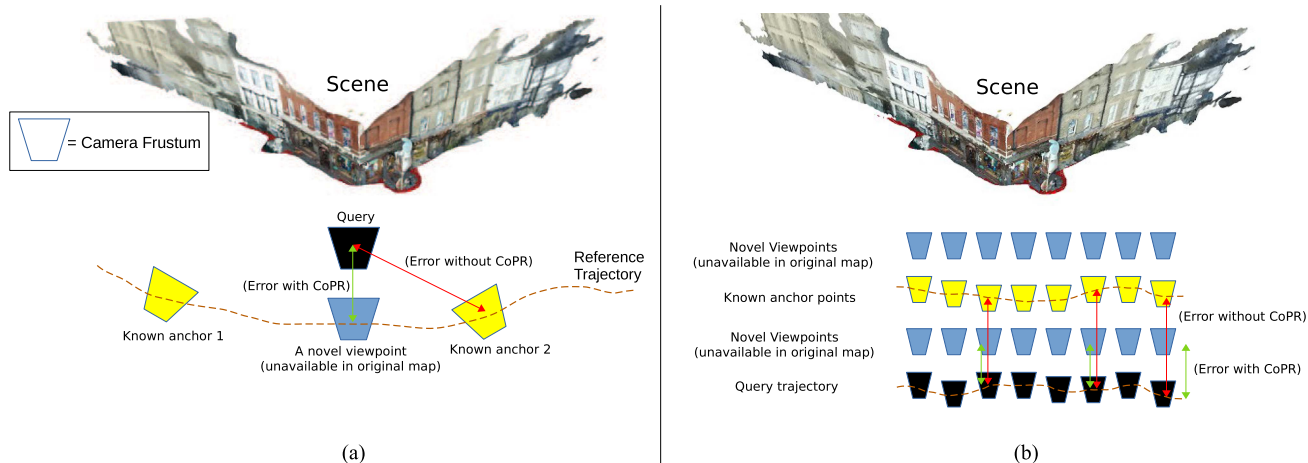 Scene
= Camera Frustum
Query
(Error without CoPR)
Reference
Trajectory
(Error with CoPR)
Known anchor 1
A novel viewpoint
(unavailable in original map)
Known anchor 2
(a)
Scene
Novel Viewpoints
(unavailable in original map)
Known anchor points
(Error without CoPR)
Novel Viewpoints
(unavailable in original map)
(Error with CoPR)
Query trajectory
(b)